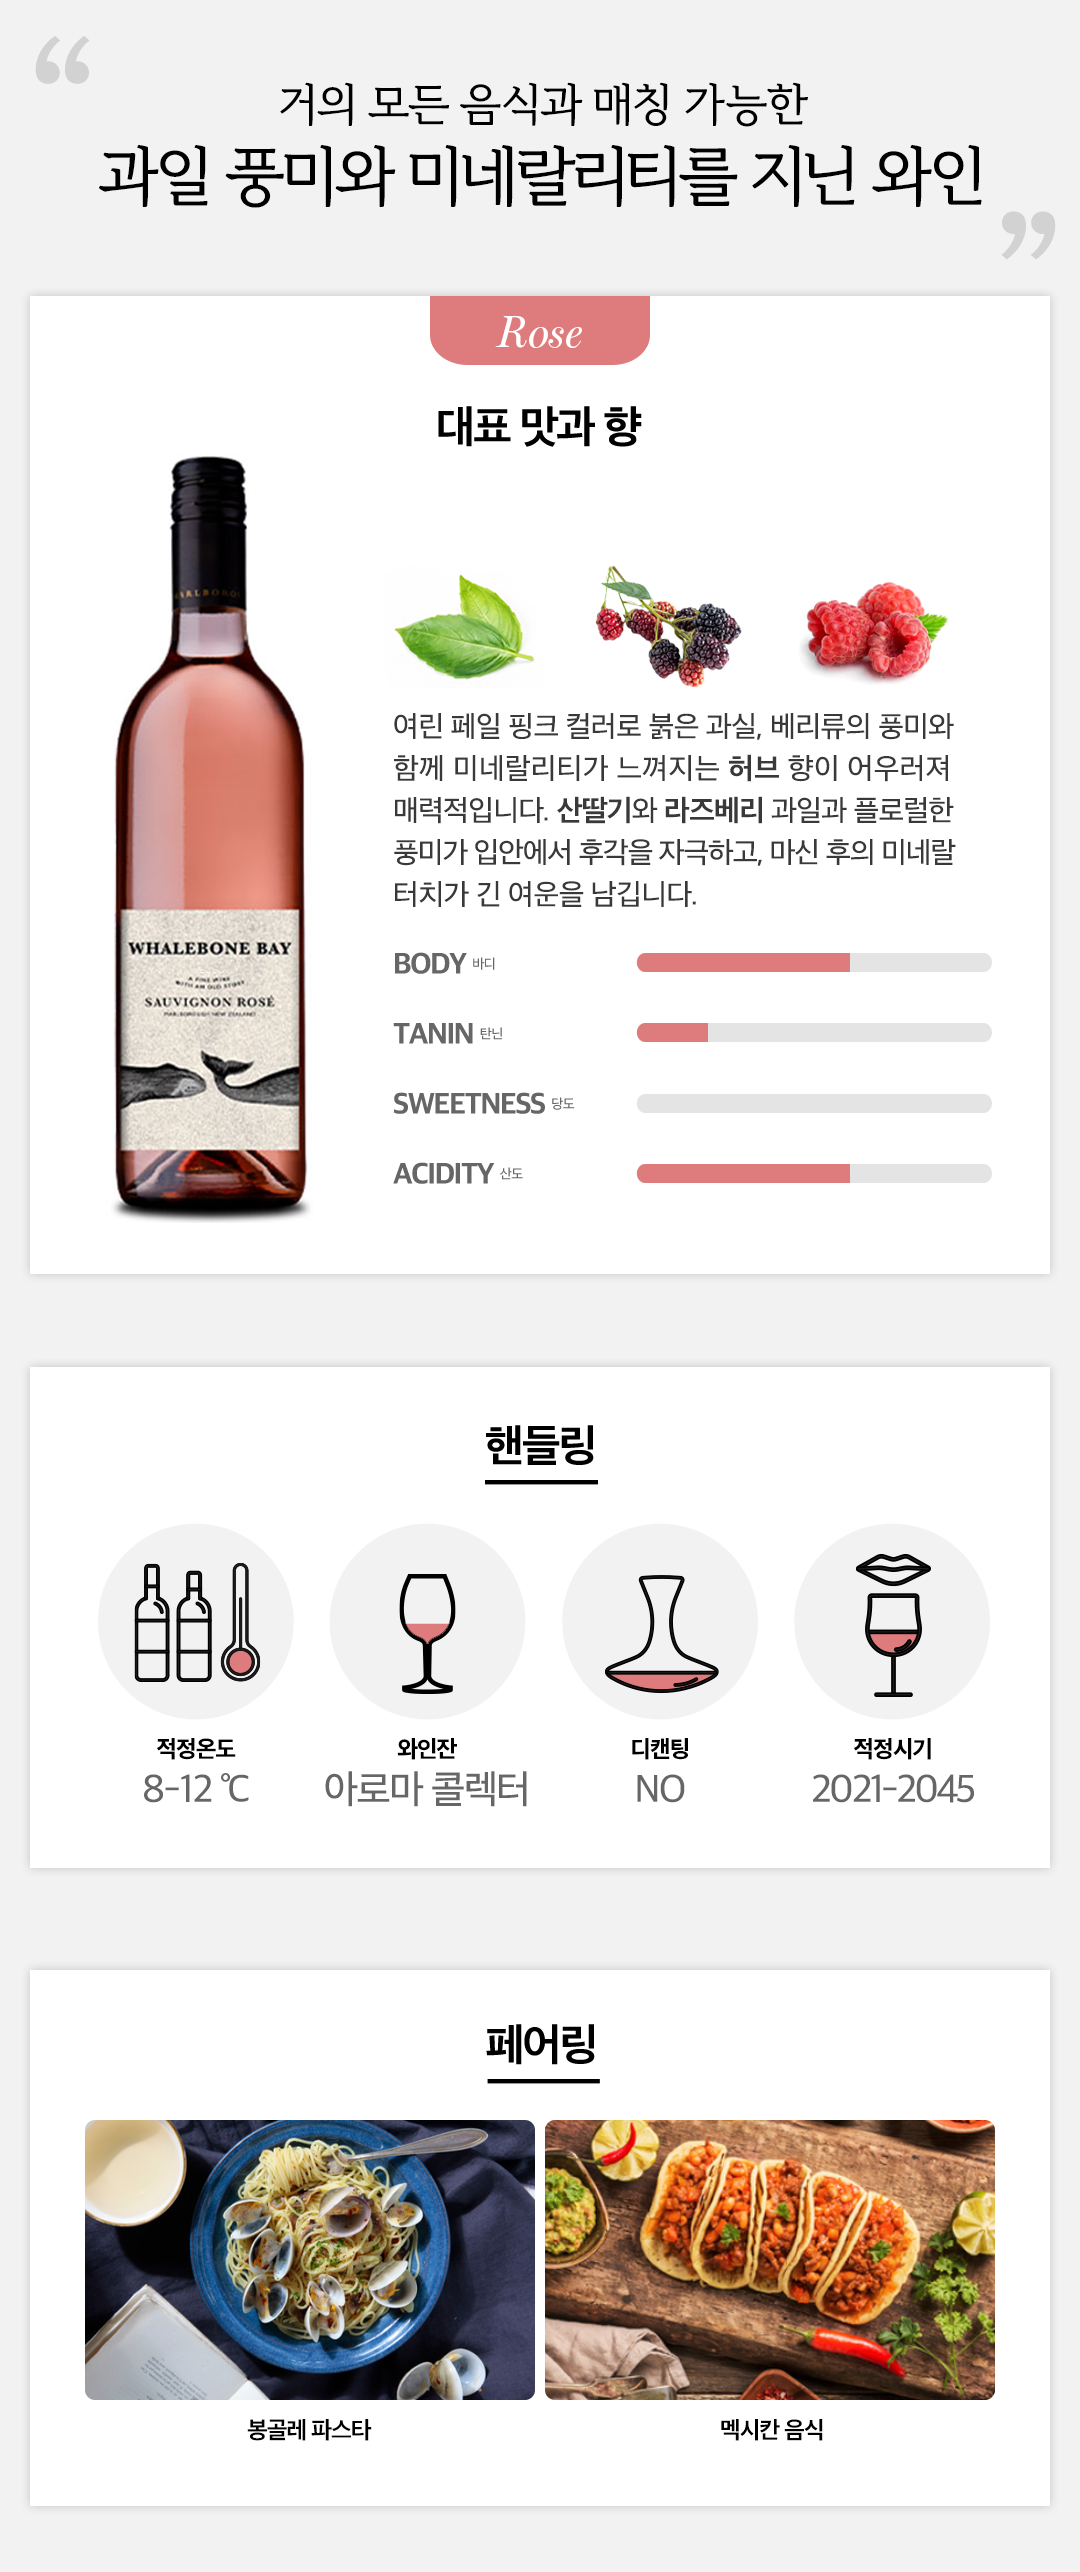 “
거의 모든 음식과 매칭 가능한
과일 풍미와 미네랄리티를 지닌 와인
”
Rose
대표 맛과 향
여린 페일 핑크 컬러로 붉은 과실, 베리류의 풍미와
함께 미네랄리티가 느껴지는 허브 향이 어우러져
매력적입니다. 산딸기와 라즈베리 과일과 플로럴한
풍미가 입안에서 후각을 자극하고, 마신 후의 미네랄
터치가 긴 여운을 남깁니다.
WHALEBONE BAY
A FINE WINE
WITH AN OLD STORY
SAUVIGNON ROSÉ
MARLBOROUGH NEW ZEALAND
BODY 바디
TANIN 탄닌
SWEETNESS 당도
ACIDITY 산도
핸들링
적정온도
8-12 ℃
와인잔
아로마 콜렉터
디캔팅
NO
적정시기
2021-2045
페어링
봉골레 파스타
멕시칸 음식